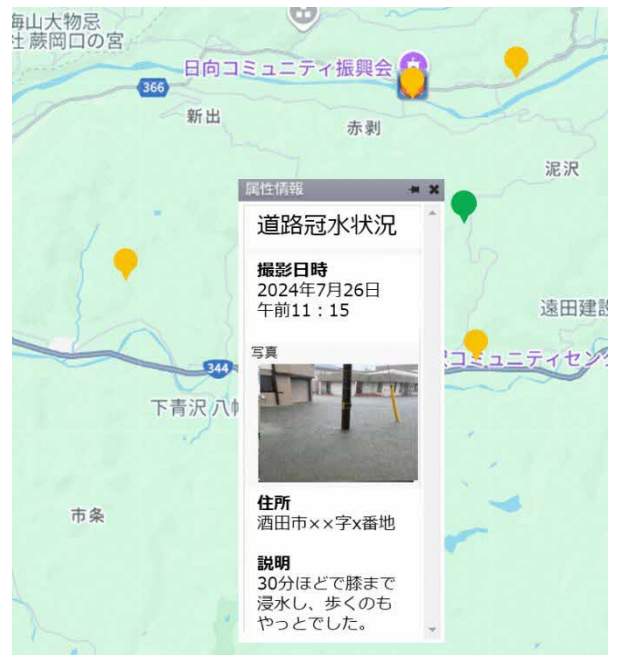 海山大物忌
社 蕨岡口の宮
日向コミュニティ振興会
366
新出
赤剥
泥沢
属性情報
道路冠水状況
撮影日時
2024年7月26日
午前11：15
遠田建設
写真
コミュニティセン
344
下青沢
八幡
住所
酒田市××字x番地
市条
説明
30分ほどで膝まで
浸水し、歩くのも
やっとでした。